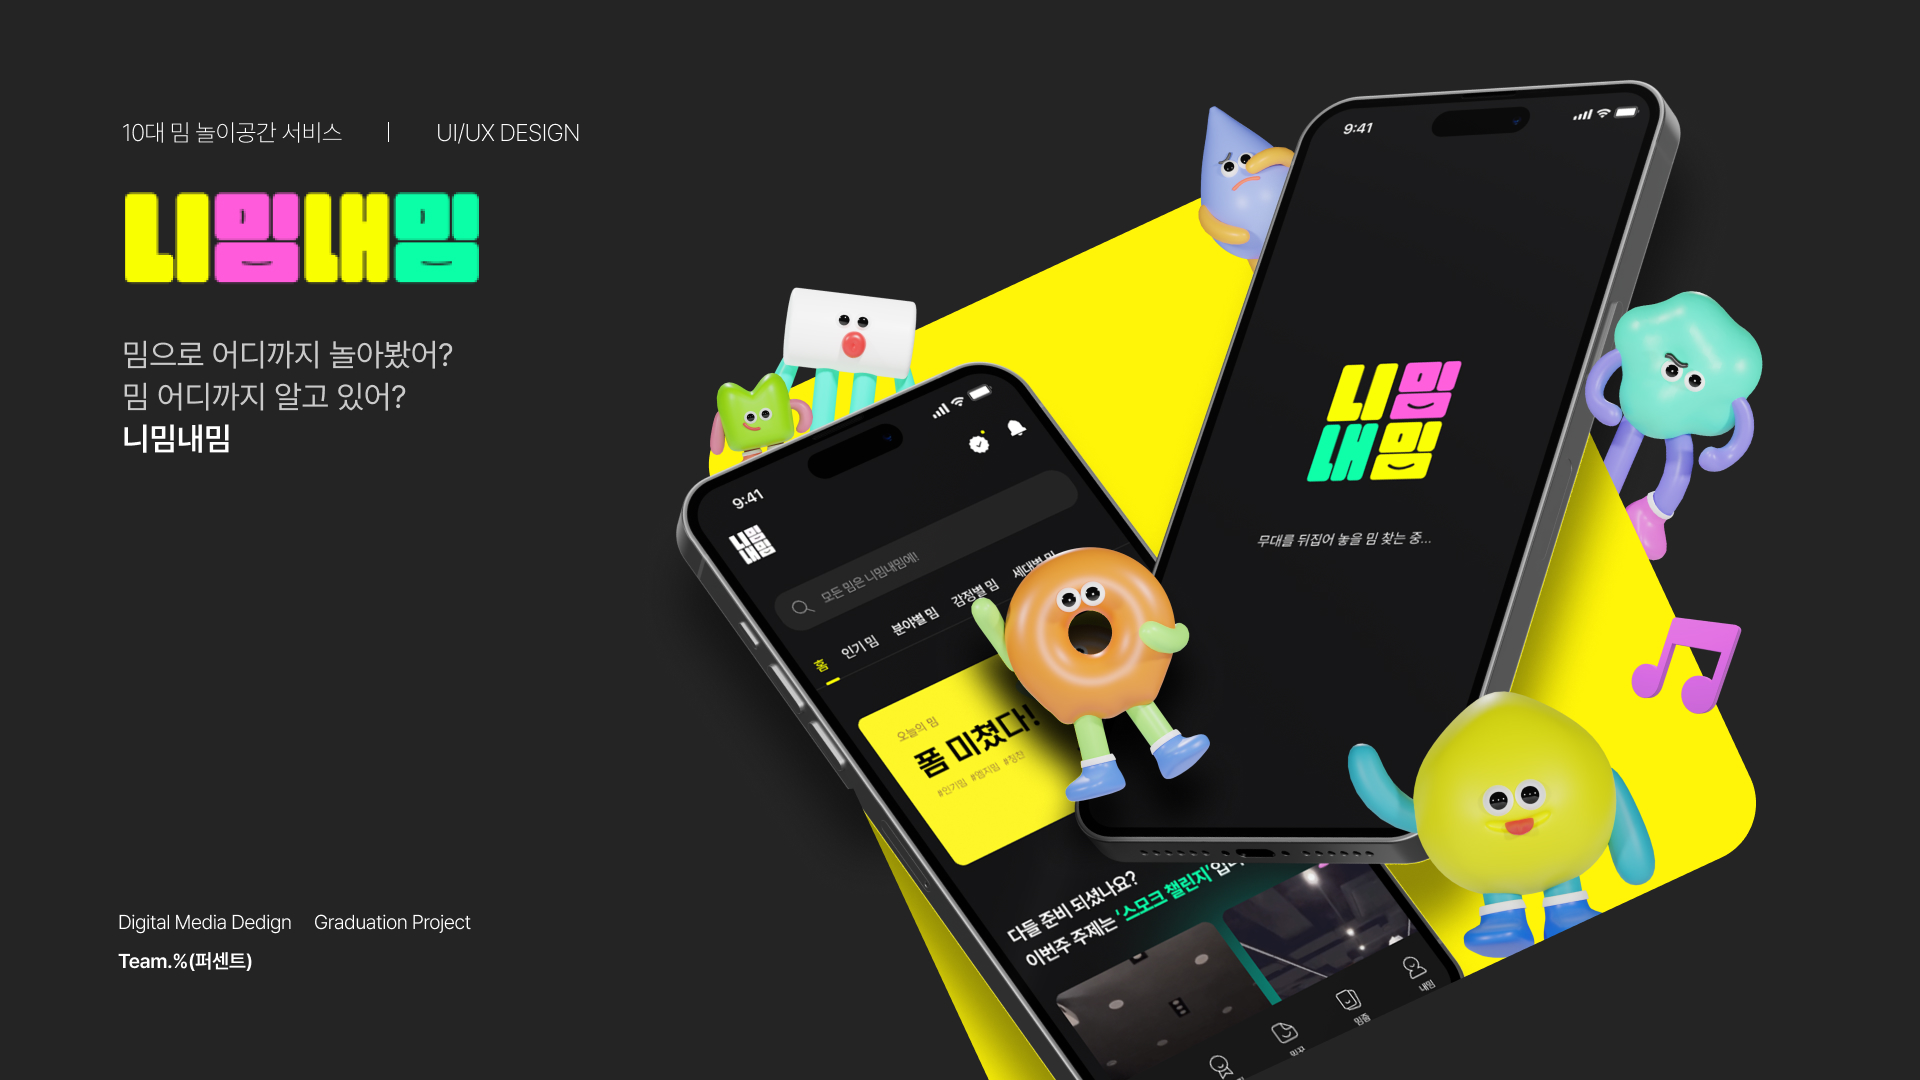 10대 밈 놀이공간 서비스 | UI/UX DESIGN
니밈내밈
밈으로 어디까지 놀아봤어?
밈 어디까지 알고 있어?
니밈내밈
Digital Media Dedign Graduation Project
Team.%(퍼센트)
9:41
니밈
내밈
모든 밈은 니밈내밈에!
홈 인기 밈 분야별 밈 감정별 밈 세대별 밈
오늘의 밈
폼 미쳤다!
#인기밈 #엠지밈 #칭찬
다들 준비 되셨나요?
이번주 주제는 '스모크 챌린지'입니
밈줍 내밈
9:41
니밈
내밈
무대를 뒤집어 놓을 밈 찾는 중...